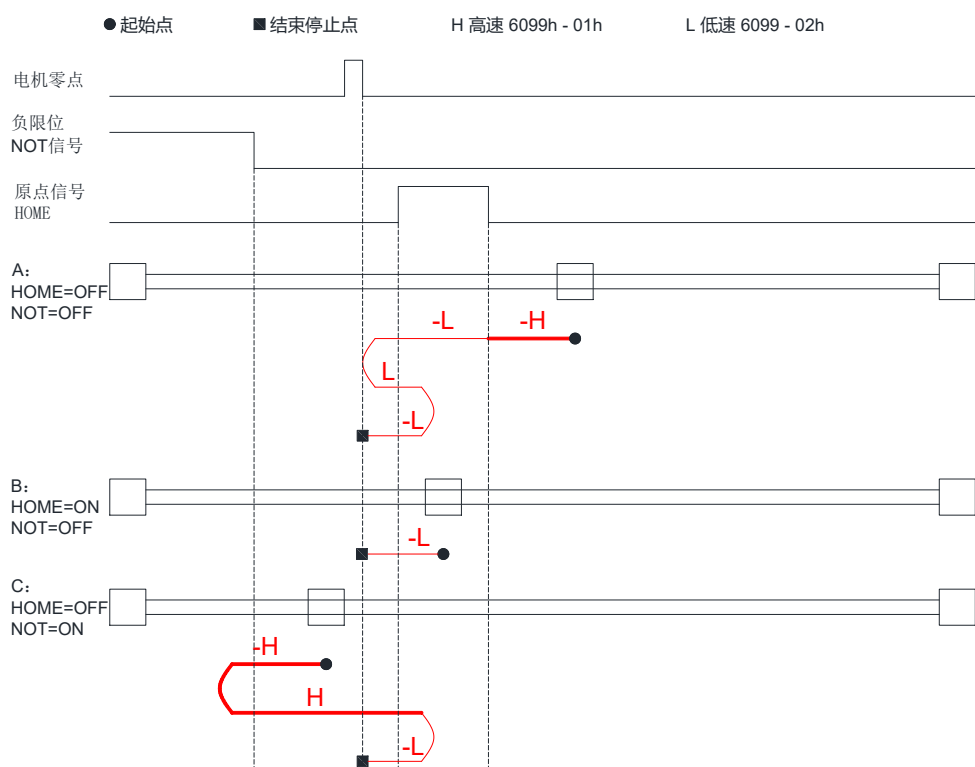 起始点 结束停止点 H 高速 6099h - 01h L 低速 6099 - 02h
电机零点
负限位
NOT信号
原点信号
HOME
A:
HOME=OFF
NOT=OFF
-L -H
L
-L
B:
HOME=ON
NOT=OFF
-L
C:
HOME=OFF
NOT=ON
-H
H
-L